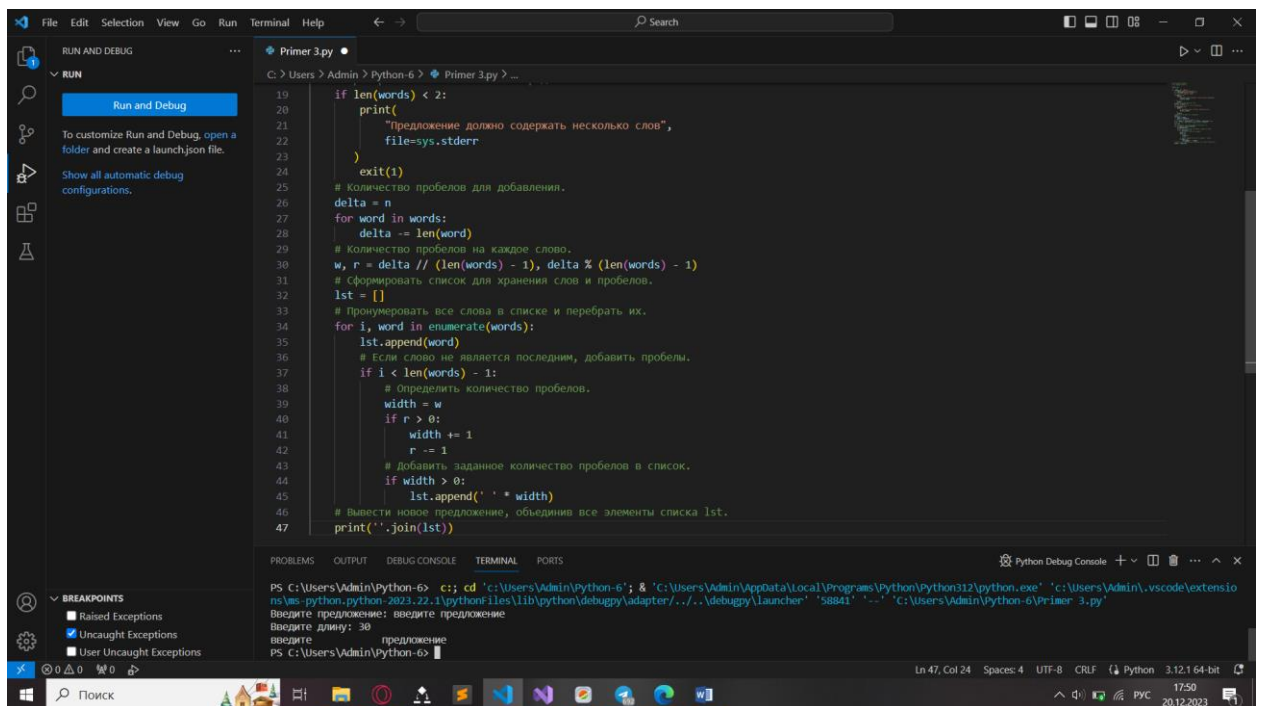 File Edit Selection View Go Run Terminal Help
Search
RUN AND DEBUG
RUN
Run and Debug
To customize Run and Debug, open a
folder and create a launch.json file.
Show all automatic debug
configurations.
Primer 3.py
C: > Users > Admin > Python-6 > Primer 3.py > ...
19 if len(words) < 2:
20 print(
21 "Предложение должно содержать несколько слов",
22 file=sys.stderr
23 )
24 exit(1)
25 # Количество пробелов для добавления.
26 delta = n
27 for word in words:
28 delta -= len(word)
29 # Количество пробелов на каждое слово.
30 w, r = delta // (len(words) - 1), delta % (len(words) - 1)
31 # Сформировать список для хранения слов и пробелов.
32 lst = []
33 # Пронумеровать все слова в списке и перебрать их.
34 for i, word in enumerate(words):
35 lst.append(word)
36 # Если слово не является последним, добавить пробелы.
37 if i < len(words) - 1:
38 # Определить количество пробелов.
39 width = w
40 if r > 0:
41 width += 1
42 r -= 1
43 # Добавить заданное количество пробелов в список.
44 if width > 0:
45 lst.append(' ' * width)
46 # Вывести новое предложение, объединив все элементы списка lst.
47 print(''.join(lst))
PROBLEMS OUTPUT DEBUG CONSOLE TERMINAL PORTS
Python Debug Console
PS C:\Users\Admin\Python-6> c:; cd 'c:\Users\Admin\Python-6'; & 'C:\Users\Admin\AppData\Local\Programs\Python\Python312\python.exe' 'c:\Users\Admin\.vscode\extensio
ns\ms-python.python-2023.22.1\pythonFiles\lib\python\debugpy\adapter/../..\debugpy\launcher' '58841' '--' 'C:\Users\Admin\Python-6\Primer 3.py'
Введите предложение: введите предложение
Введите длину: 30
введите предложение
PS C:\Users\Admin\Python-6>
BREAKPOINTS
Raised Exceptions
Uncaught Exceptions
User Uncaught Exceptions
0 0 0
Ln 47, Col 24 Spaces: 4 UTF-8 CRLF Python 3.12.1 64-bit
Поиск
РУС
17:50
20.12.2023